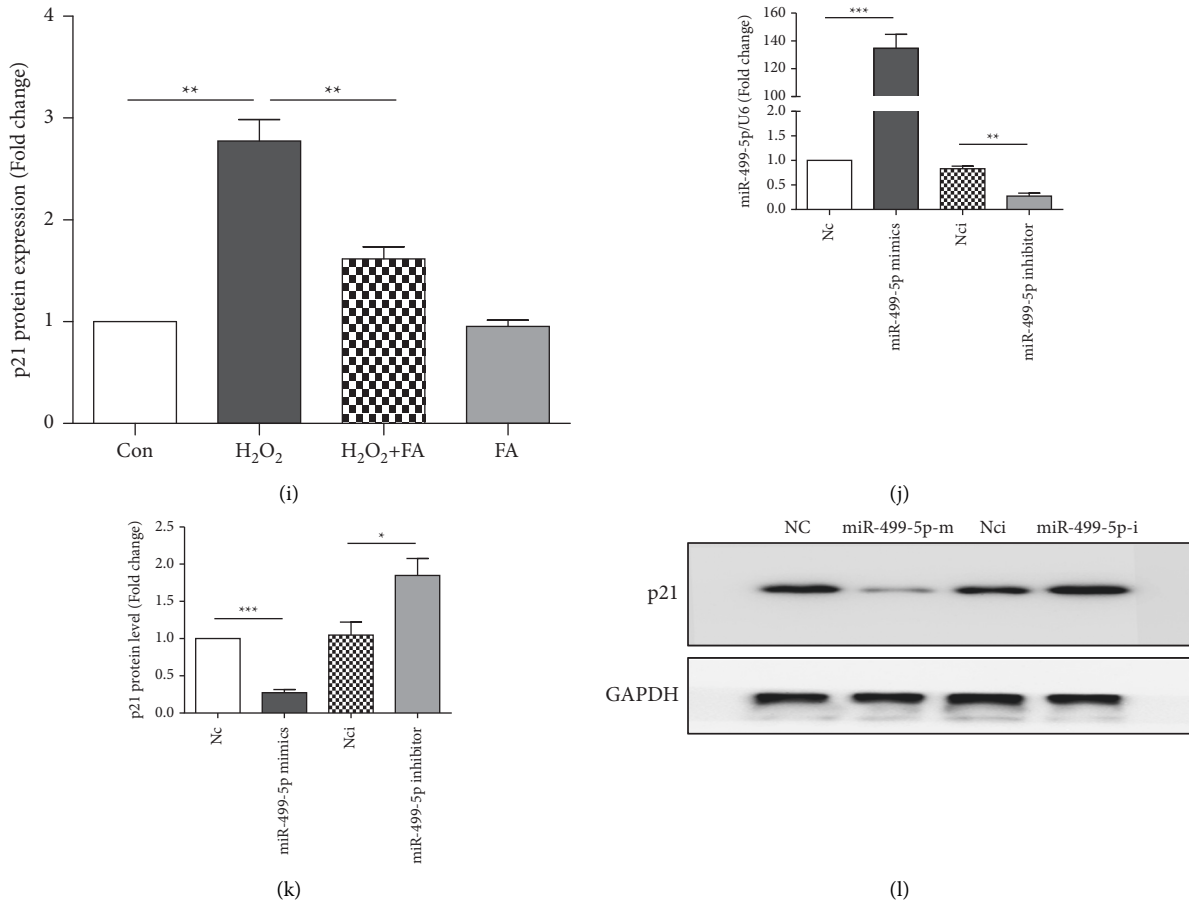 p21 protein expression (Fold change)
4
3
2
1
0
**
**
Con
H₂O₂
H₂O₂+FA
FA
(i)
miR-499-5p/U6 (Fold change)
160
140
120
100
2.0
1.5
1.0
0.5
0.0
***
**
Nc
miR-499-5p mimics
Nci
miR-499-5p inhibitor
(j)
p21 protein level (Fold change)
2.5
2.0
1.5
1.0
0.5
0.0
***
*
Nc
miR-499-5p mimics
Nci
miR-499-5p inhibitor
(k)
NC miR-499-5p-m Nci miR-499-5p-i
p21
GAPDH
(l)